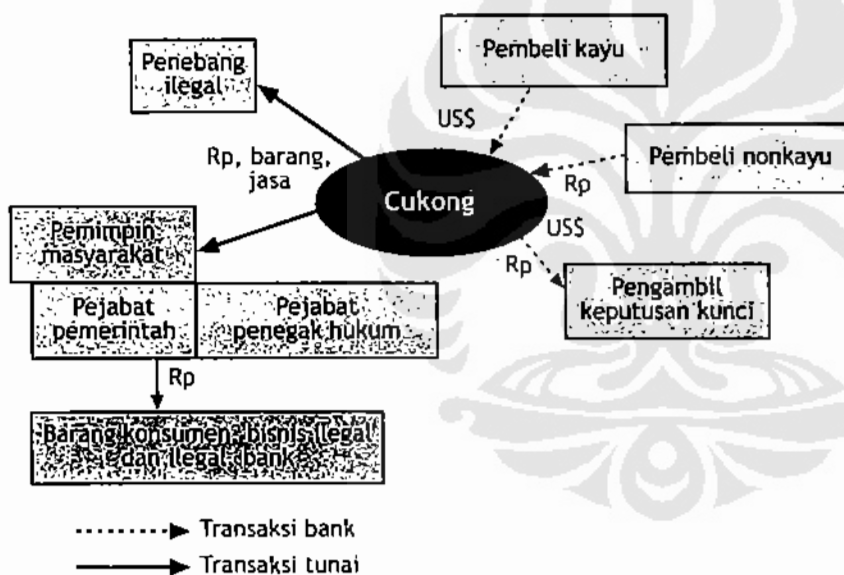 Pembeli kayu
Penebang
ilegal
US$
Rp, barang,
jasa
Pembeli nonkayu
Rp
Cukong
US$
Rp
Pemimpin
masyarakat
Pengambil
keputusan kunci
Pejabat
pemerintah
Pejabat
penegak hukum
Rp
Barang konsumen, bisnis ilegal
dan ilegal bank
Transaksi bank
Transaksi tunai